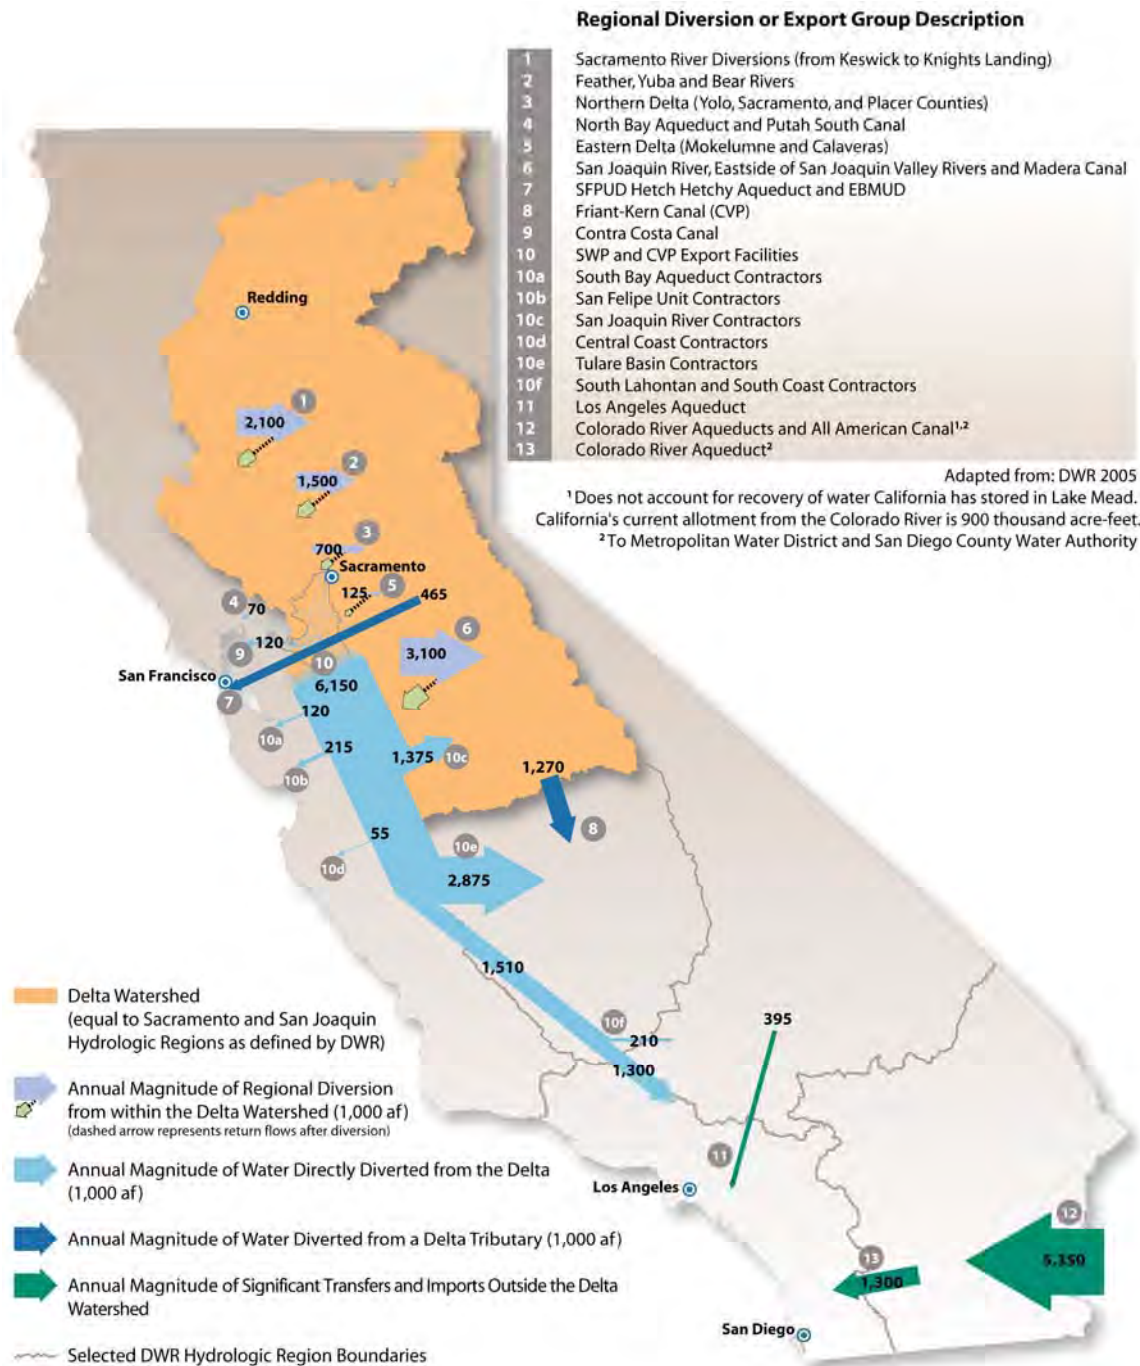 Regional Diversion or Export Group Description
1 Sacramento River Diversions (from Keswick to Knights Landing)
2 Feather, Yuba and Bear Rivers
3 Northern Delta (Yolo, Sacramento, and Placer Counties)
4 North Bay Aqueduct and Putah South Canal
5 Eastern Delta (Mokelumne and Calaveras)
6 San Joaquin River, Eastside of San Joaquin Valley Rivers and Madera Canal
7 SFPUD Hetch Hetchy Aqueduct and EBMUD
8 Friant-Kern Canal (CVP)
9 Contra Costa Canal
10 SWP and CVP Export Facilities
10a South Bay Aqueduct Contractors
10b San Felipe Unit Contractors
10c San Joaquin River Contractors
10d Central Coast Contractors
10e Tulare Basin Contractors
10f South Lahontan and South Coast Contractors
11 Los Angeles Aqueduct
12 Colorado River Aqueducts and All American Canal¹,²
13 Colorado River Aqueduct²
Adapted from: DWR 2005
¹ Does not account for recovery of water California has stored in Lake Mead.
California's current allotment from the Colorado River is 900 thousand acre-feet.
² To Metropolitan Water District and San Diego County Water Authority
Redding
1
2,100
2
1,500
3
700
Sacramento
125
5
465
4
70
6
9
120
3,100
10
San Francisco
6,150
7
120
10a
215
1,375
10c
10b
1,270
55
8
10e
10d
2,875
1,510
10f
210
395
1,300
11
Los Angeles
12
13
5,350
1,300
San Diego
Delta Watershed
(equal to Sacramento and San Joaquin
Hydrologic Regions as defined by DWR)
Annual Magnitude of Regional Diversion
from within the Delta Watershed (1,000 af)
(dashed arrow represents return flows after diversion)
Annual Magnitude of Water Directly Diverted from the Delta
(1,000 af)
Annual Magnitude of Water Diverted from a Delta Tributary (1,000 af)
Annual Magnitude of Significant Transfers and Imports Outside the Delta
Watershed
Selected DWR Hydrologic Region Boundaries